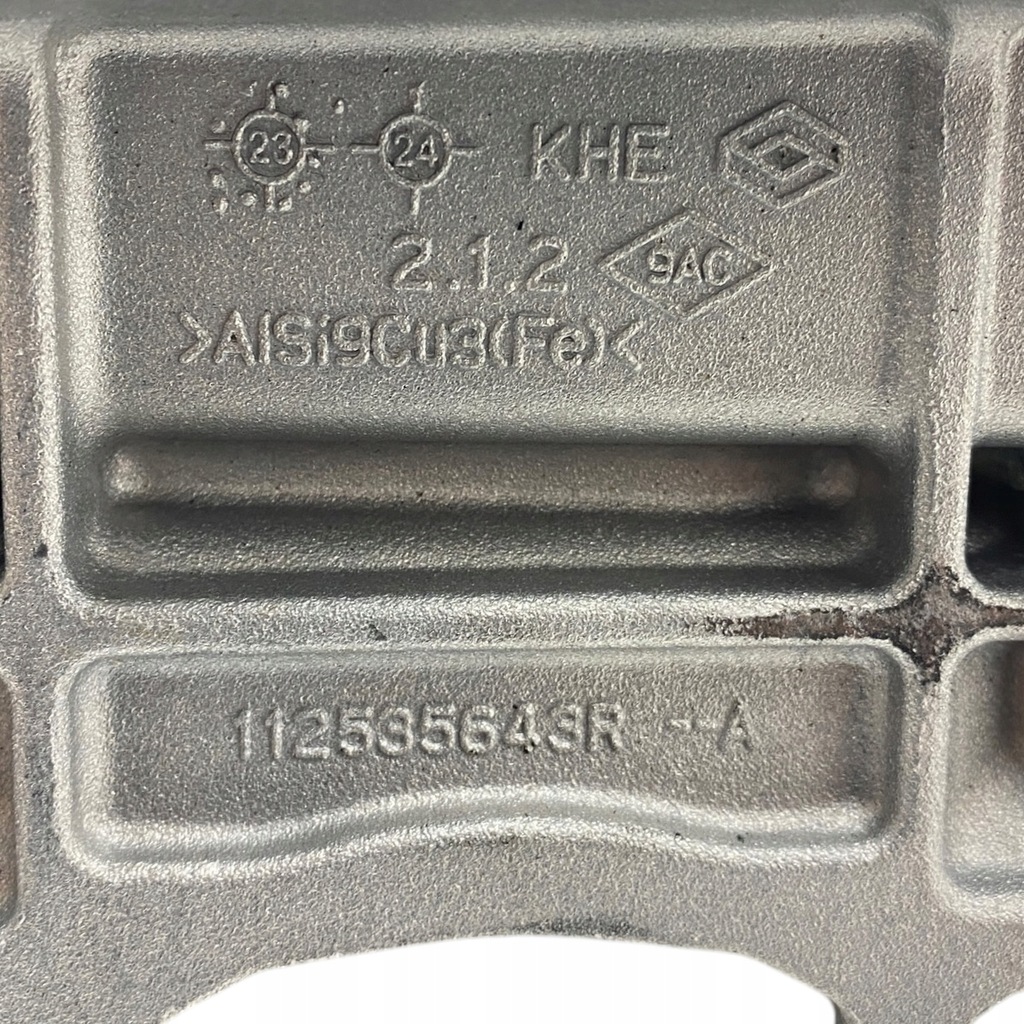 23 24 KHE
2.1.2 9AC
>AlSi9Cu3(Fe)<
112535643R --A